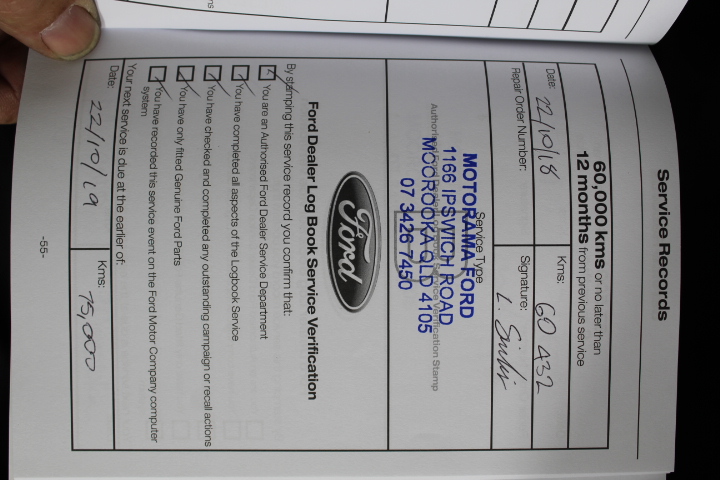 Service Records
60,000 kms or no later than
12 months from previous service
Date: 22/10/18
Kms: 60 432
Repair Order Number:
Signature:
Service Type
Authorised Ford Dealer Service Verification Stamp
MOTORAMA FORD
1166 IPSWICH ROAD
MOOROOKA QLD 4105
07 3426 7450
Ford
Ford Dealer Log Book Service Verification
By stamping this service record you confirm that:
You are an Authorised Ford Dealer Service Department
You have completed all aspects of the Logbook Service
You have checked and completed any outstanding campaign or recall actions
You have only fitted Genuine Ford Parts
You have recorded this service event on the Ford Motor Company computer
system
Your next service is due at the earlier of:
Date: 22/10/19
Kms: 75,000
-55-